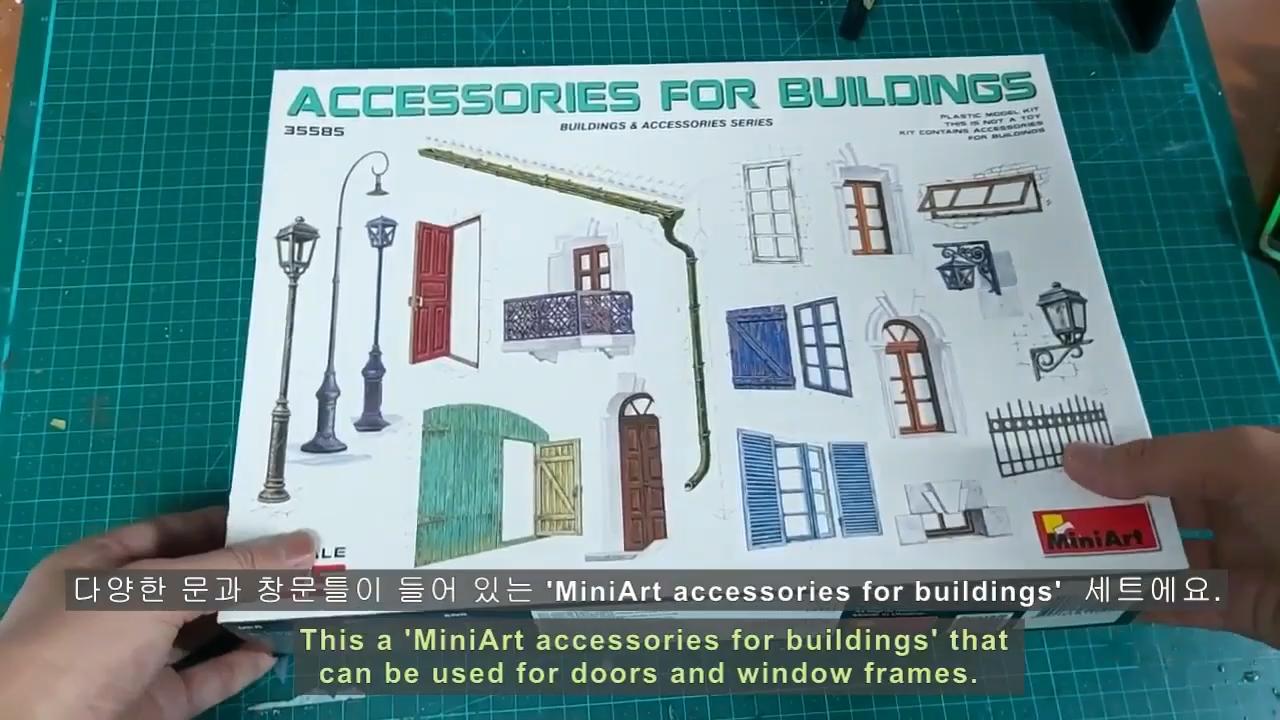 ACCESSORIES FOR BUILDINGS
35585
BUILDINGS & ACCESSORIES SERIES
PLASTIC MODEL KIT
THIS IS NOT A TOY
KIT CONTAINS ACCESSORIES
FOR BUILDINGS
MiniArt
다양한 문과 창문틀이 들어 있는 'MiniArt accessories for buildings' 세트에요.
This a 'MiniArt accessories for buildings' that
can be used for doors and window frames.